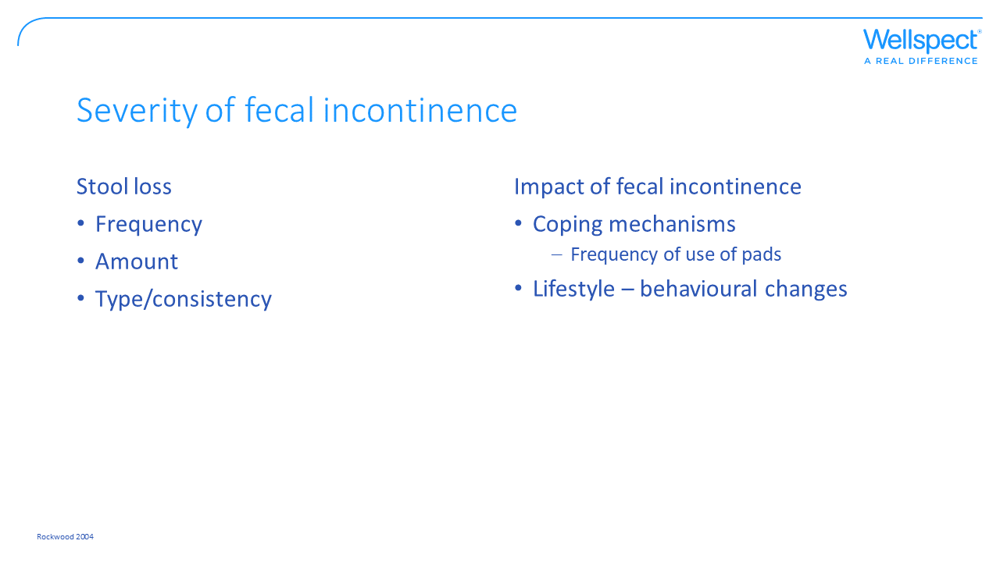 Wellspect®
A REAL DIFFERENCE
Severity of fecal incontinence
Stool loss
• Frequency
• Amount
• Type/consistency
Impact of fecal incontinence
• Coping mechanisms
– Frequency of use of pads
• Lifestyle – behavioural changes
Rockwood 2004